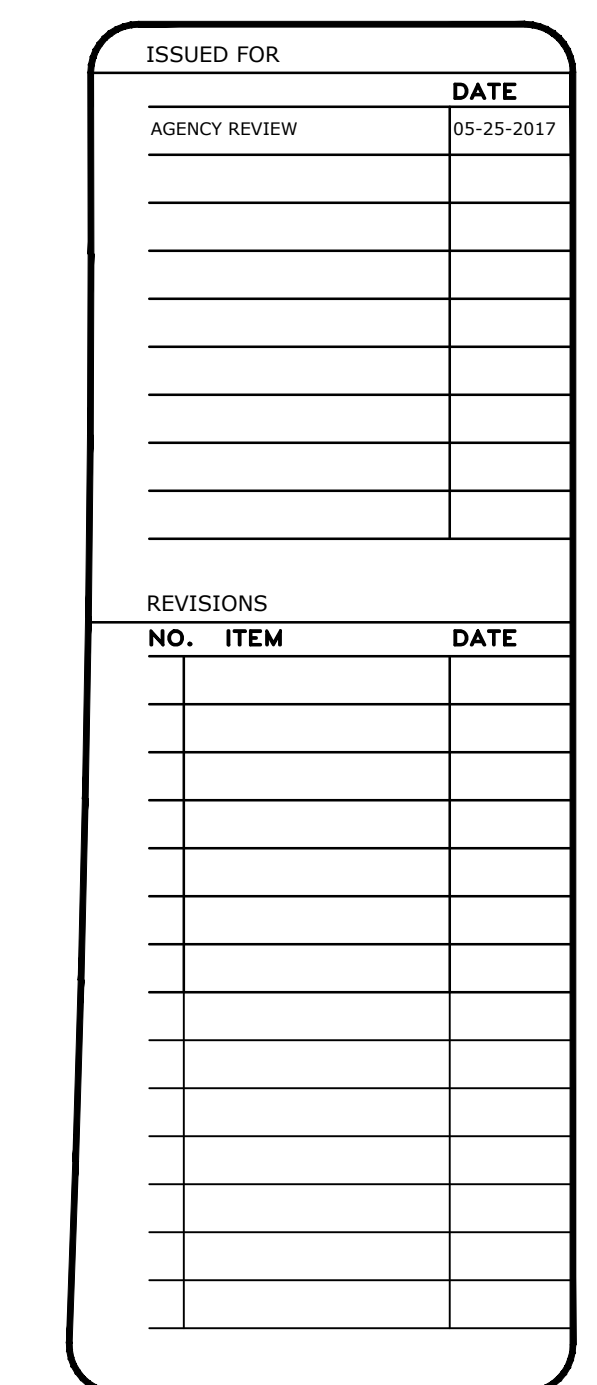 ISSUED FOR
DATE
AGENCY REVIEW 05-25-2017
REVISIONS
NO. ITEM DATE